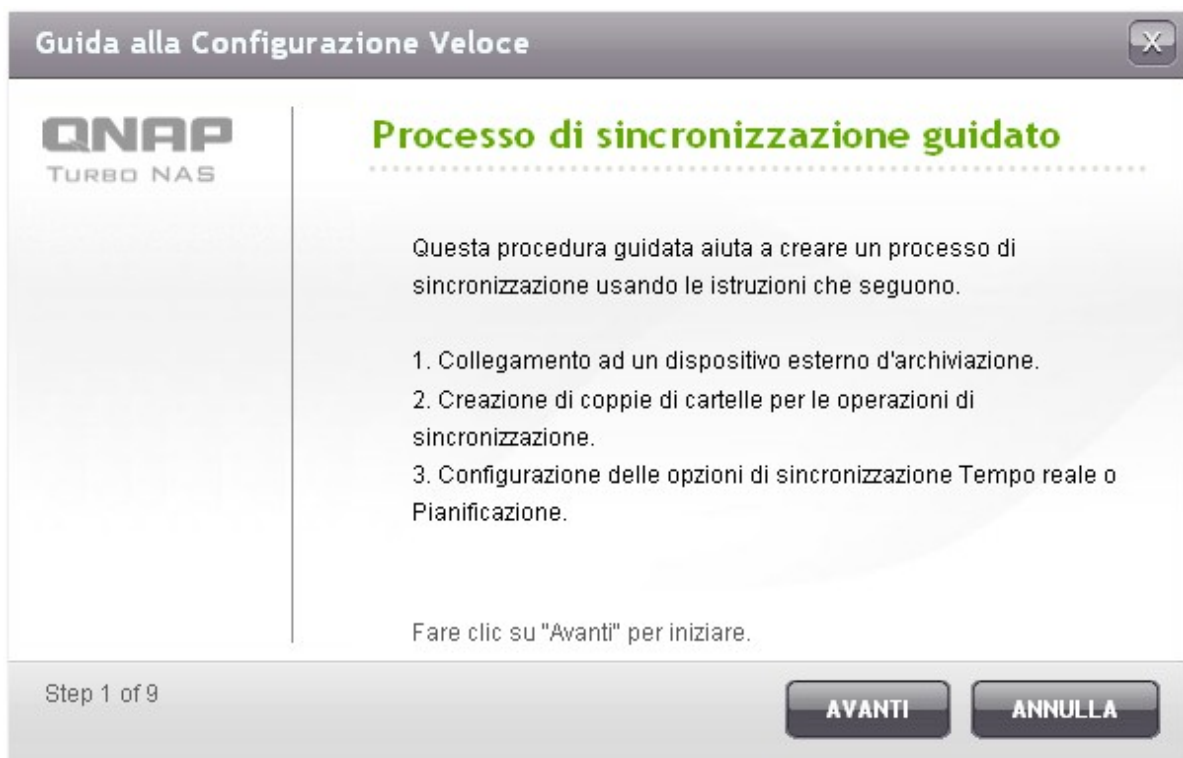 Guida alla Configurazione Veloce
X
QNAP
TURBO NAS
Processo di sincronizzazione guidato
Questa procedura guidata aiuta a creare un processo di
sincronizzazione usando le istruzioni che seguono.
1. Collegamento ad un dispositivo esterno d'archiviazione.
2. Creazione di coppie di cartelle per le operazioni di
sincronizzazione.
3. Configurazione delle opzioni di sincronizzazione Tempo reale o
Pianificazione.
Fare clic su "Avanti" per iniziare.
Step 1 of 9
AVANTI
ANNULLA